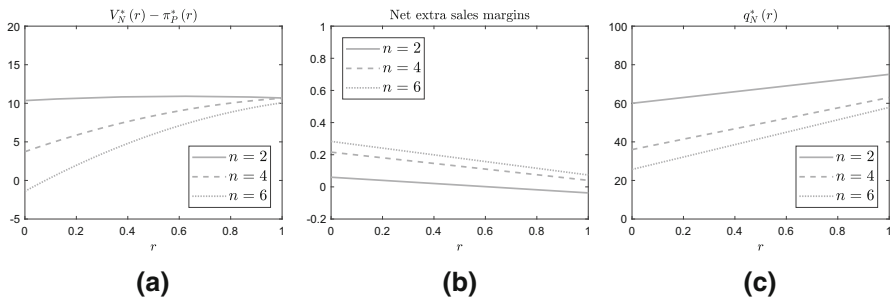 V*_N(r) − π*_P(r)
20
15
10
5
0
-5
0 0.2 0.4 0.6 0.8 1
r
n = 2
n = 4
n = 6
(a)
Net extra sales margins
1
0.8
0.6
0.4
0.2
0
-0.2
0 0.2 0.4 0.6 0.8 1
r
n = 2
n = 4
n = 6
(b)
q*_N(r)
100
80
60
40
20
0
0 0.2 0.4 0.6 0.8 1
r
n = 2
n = 4
n = 6
(c)